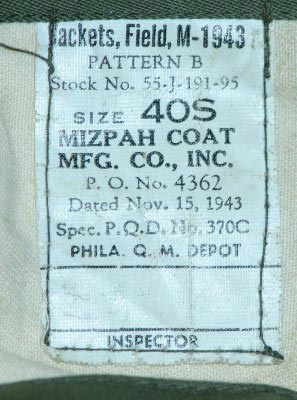 Jackets, Field, M-1943
PATTERN B
Stock No. 55-J-191-95
SIZE 40S
MIZPAH COAT
MFG. CO., INC.
P. O. No. 4362
Dated Nov. 15, 1943
Spec. P.Q.D. No. 370C
PHILA. Q. M. DEPOT
INSPECTOR